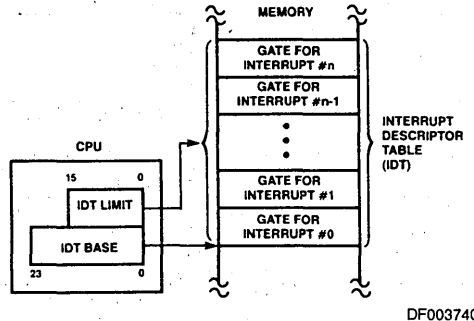 MEMORY
GATE FOR
INTERRUPT #n
GATE FOR
INTERRUPT #n-1
CPU
15 0
IDT LIMIT
IDT BASE
23 0
GATE FOR
INTERRUPT #1
GATE FOR
INTERRUPT #0
INTERRUPT
DESCRIPTOR
TABLE
(IDT)
DF003740